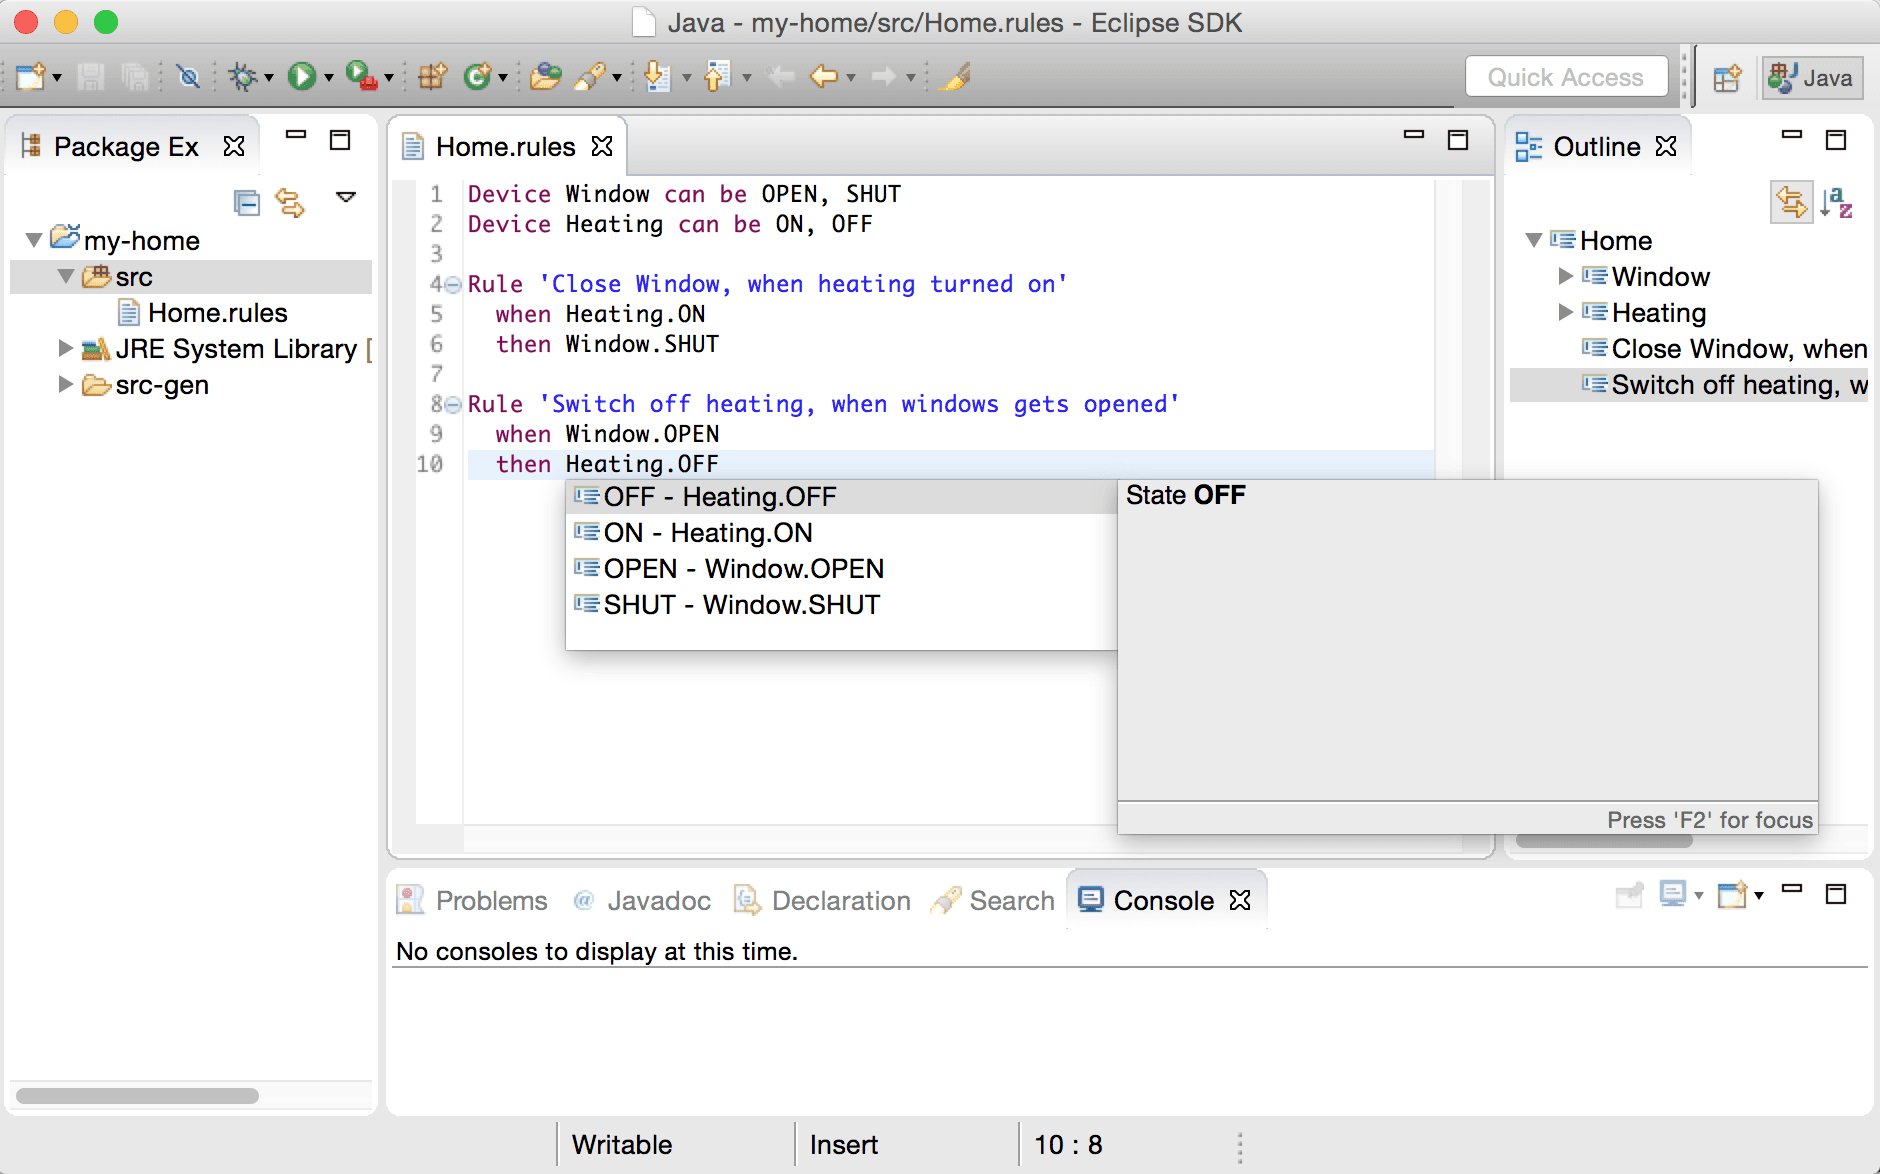 Java - my-home/src/Home.rules - Eclipse SDK
Quick Access
Java
Package Ex
my-home
src
Home.rules
JRE System Library [
src-gen
Home.rules
1 Device Window can be OPEN, SHUT
2 Device Heating can be ON, OFF
3
4 Rule 'Close Window, when heating turned on'
5 when Heating.ON
6 then Window.SHUT
7
8 Rule 'Switch off heating, when windows gets opened'
9 when Window.OPEN
10 then Heating.OFF
OFF - Heating.OFF
ON - Heating.ON
OPEN - Window.OPEN
SHUT - Window.SHUT
State OFF
Press 'F2' for focus
Outline
a
z
Home
Window
Heating
Close Window, when
Switch off heating, w
Problems
@ Javadoc
Declaration
Search
Console
No consoles to display at this time.
Writable
Insert
10 : 8